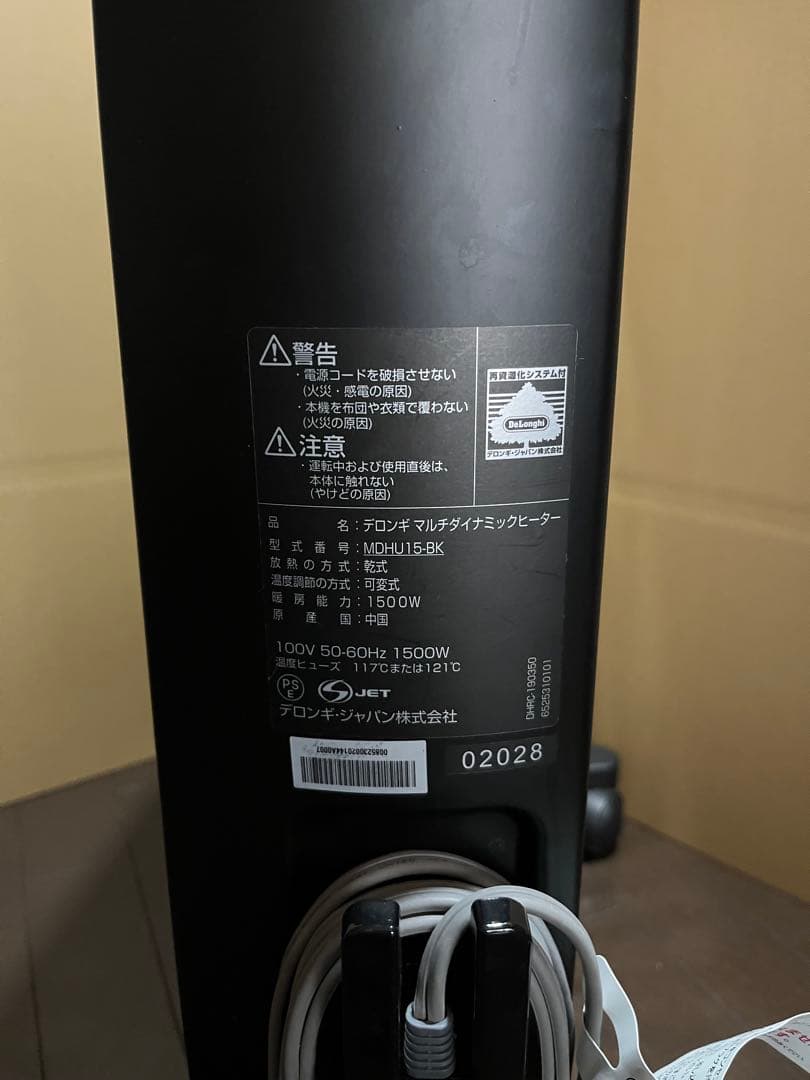 ⚠警告
・電源コードを破損させない
(火災・感電の原因)
・本機を布団や衣類で覆わない
(火災の原因)
⚠注意
・運転中および使用直後は、
本体に触れない
(やけどの原因)
再資源化システム付
DeLonghi
デロンギ・ジャパン株式会社
品名：デロンギ マルチダイナミックヒーター
型式番号：MDHU15-BK
放熱の方式：乾式
温度調節の方式：可変式
暖房能力：1500W
原産国：中国
100V 50-60Hz 1500W
温度ヒューズ 117℃または121℃
PSE
JET
デロンギ・ジャパン株式会社
DHRC-190350
6525310101
0085230020144A0007
02028